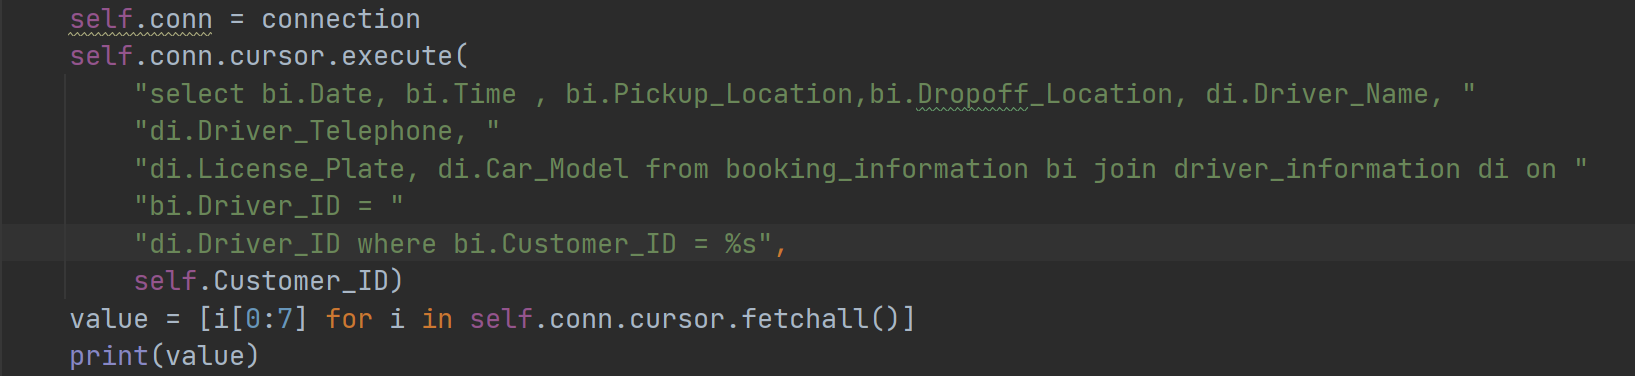 self.conn = connection
self.conn.cursor.execute(
"select bi.Date, bi.Time , bi.Pickup_Location,bi.Dropoff_Location, di.Driver_Name, "
"di.Driver_Telephone, "
"di.License_Plate, di.Car_Model from booking_information bi join driver_information di on "
"bi.Driver_ID = "
"di.Driver_ID where bi.Customer_ID = %s",
self.Customer_ID)
value = [i[0:7] for i in self.conn.cursor.fetchall()]
print(value)